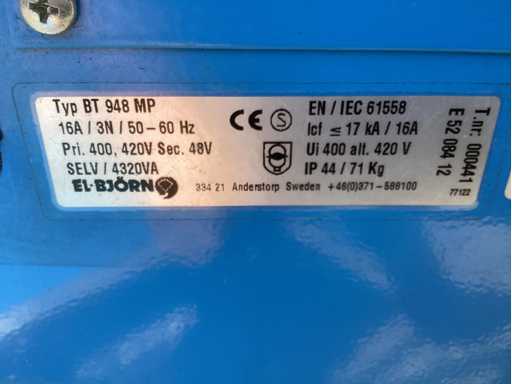 Typ BT 948 MP
16A / 3N / 50 – 60 Hz
Pri. 400, 420V Sec. 48V
SELV / 4320VA
EL·BJÖRN
CE S
EN / IEC 61558
Icf ≤ 17 kA / 16A
Ui 400 alt. 420 V
IP 44 / 71 Kg
334 21 Anderstorp Sweden +46(0)371-588100
T.nr. 000441
E 52 084 12
77122